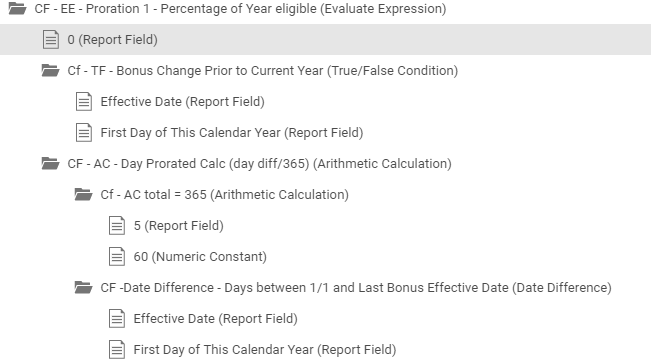 CF - EE - Proration 1 - Percentage of Year eligible (Evaluate Expression)
0 (Report Field)
Cf - TF - Bonus Change Prior to Current Year (True/False Condition)
Effective Date (Report Field)
First Day of This Calendar Year (Report Field)
CF - AC - Day Prorated Calc (day diff/365) (Arithmetic Calculation)
Cf - AC total = 365 (Arithmetic Calculation)
5 (Report Field)
60 (Numeric Constant)
CF -Date Difference - Days between 1/1 and Last Bonus Effective Date (Date Difference)
Effective Date (Report Field)
First Day of This Calendar Year (Report Field)